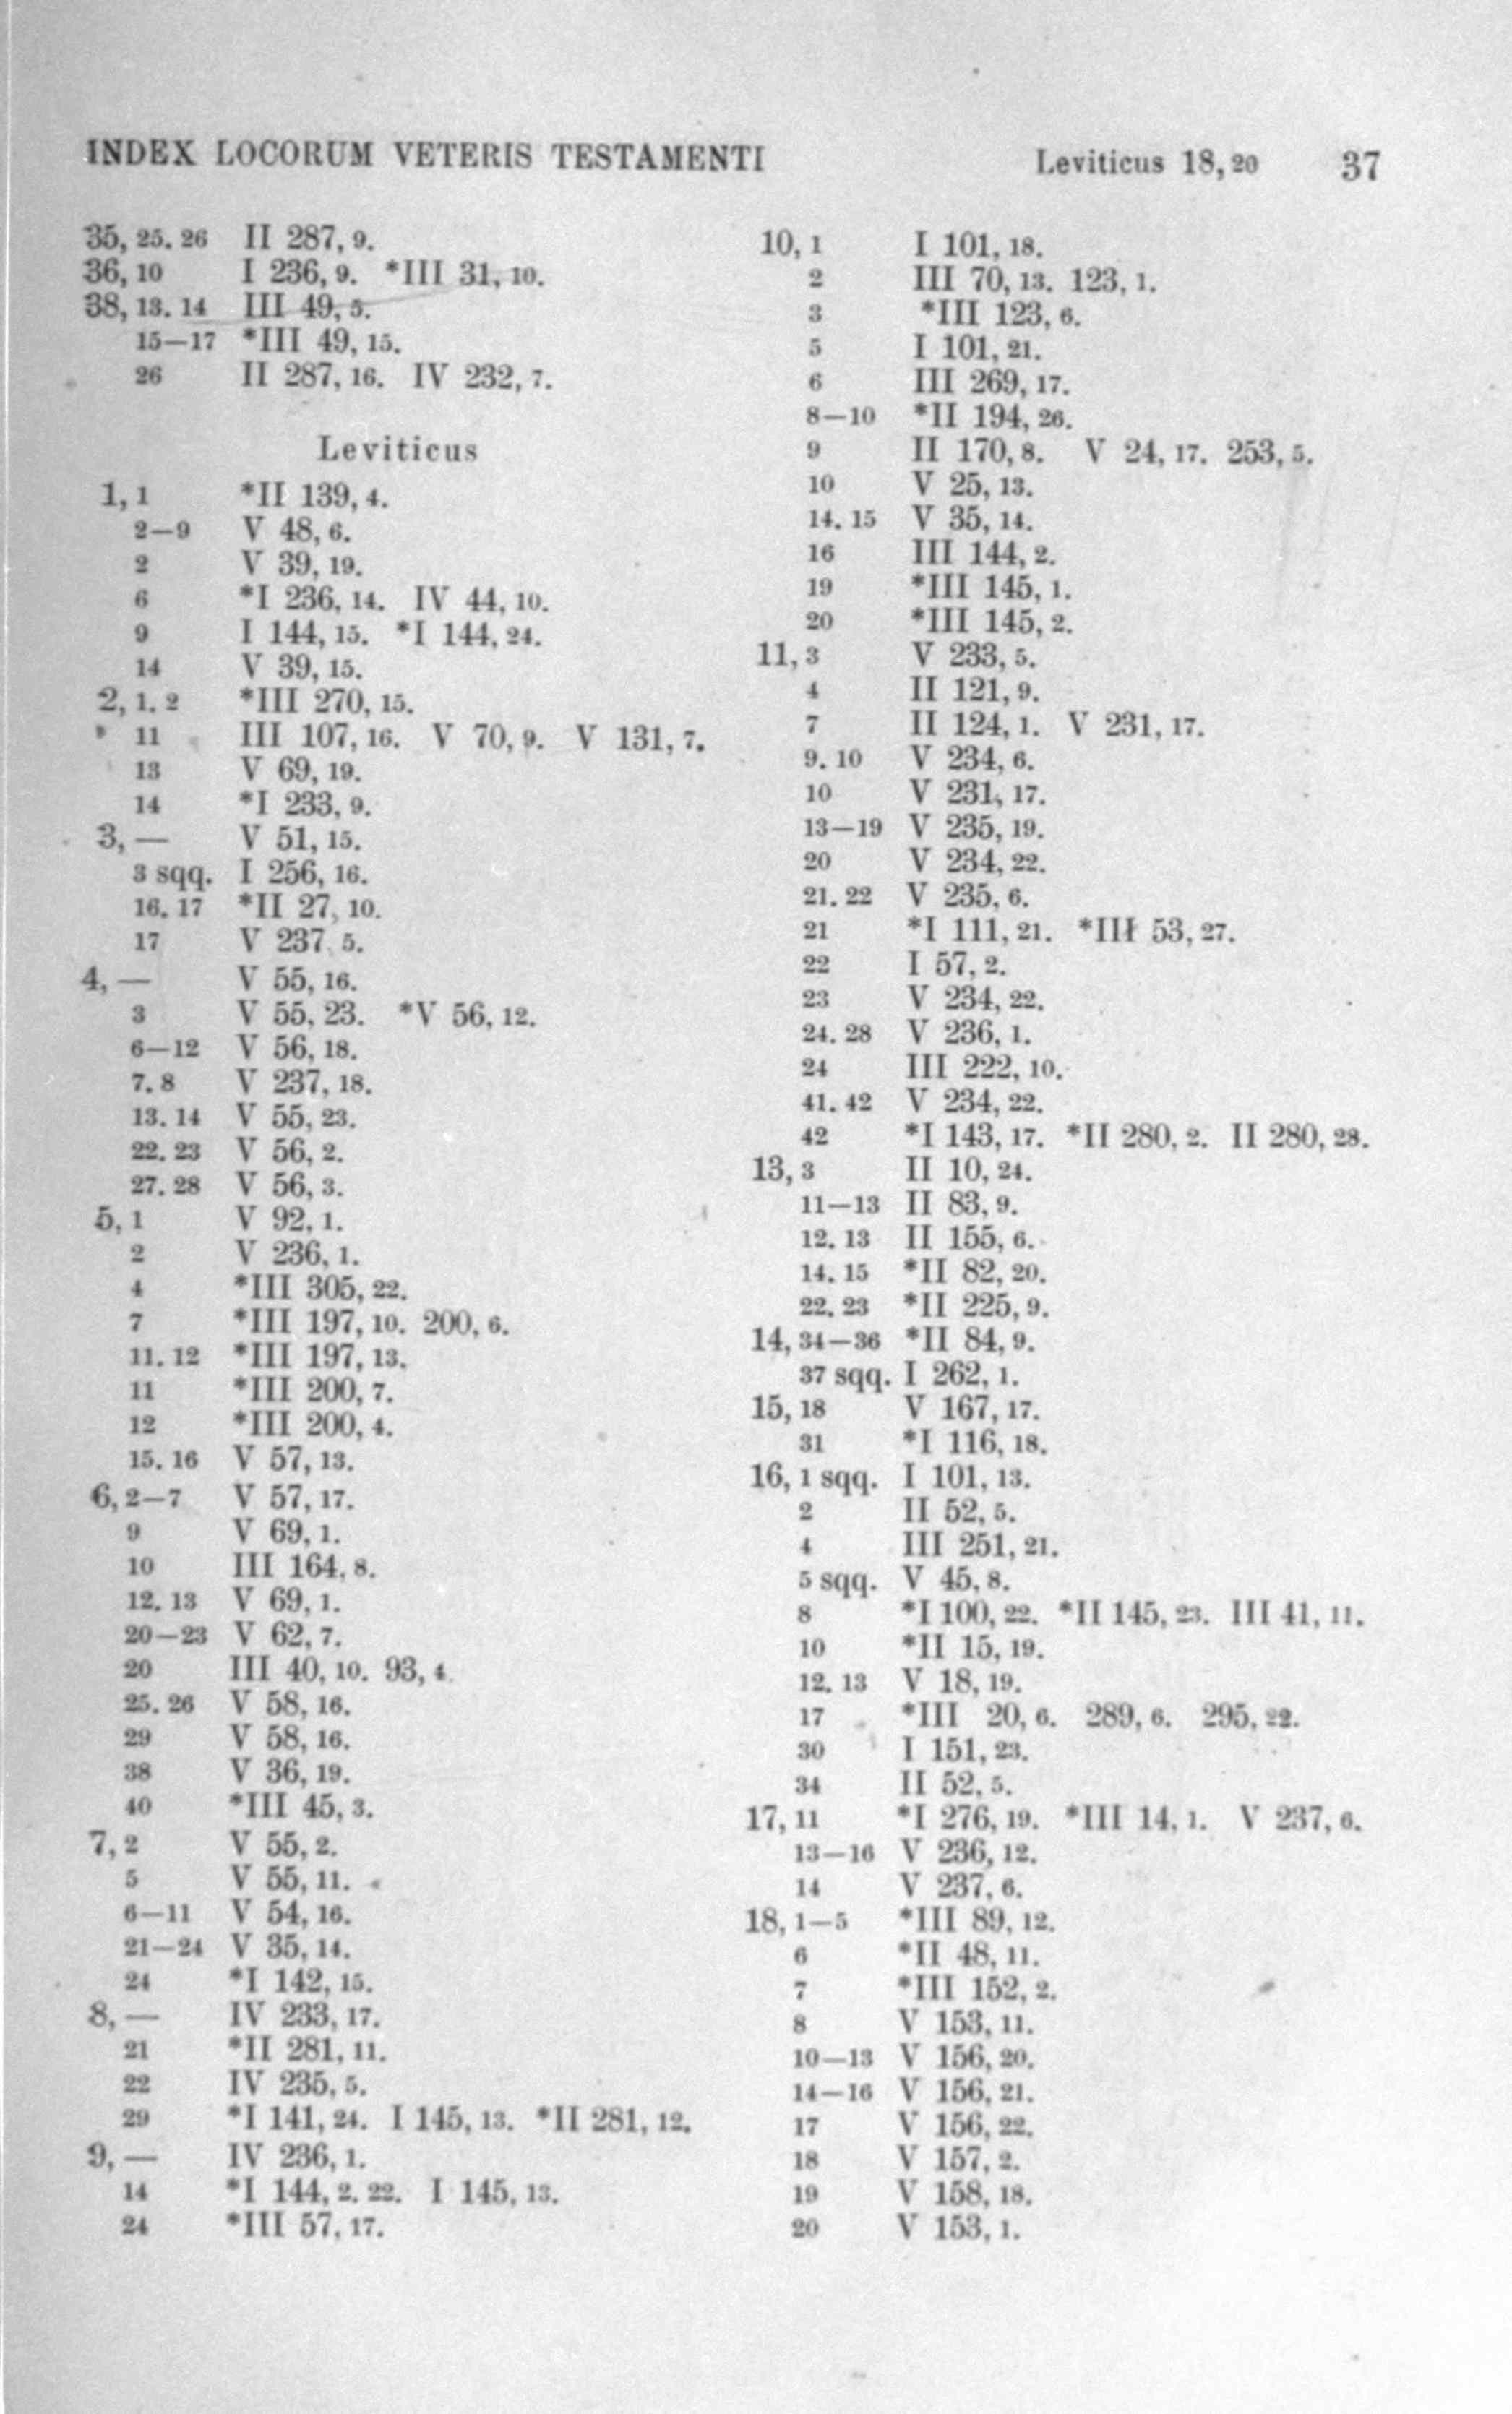 INDEX LOCORUM VETERIS TESTAMENTI Leviticus 18, 20 37
35, 25. 26 II 287, 9.
36, 10 I 236, 9. *III 31, 10.
38, 13. 14 III 49, 5.
15—17 *III 49, 15.
26 II 287, 16. IV 232, 7.
Leviticus
1, 1 *II 139, 4.
2—9 V 48, 6.
2 V 39, 19.
6 *I 236, 14. IV 44, 10.
9 I 144, 15. *I 144, 24.
14 V 39, 15.
2, 1. 2 *III 270, 15.
11 III 107, 16. V 70, 9. V 131, 7.
13 V 69, 19.
14 *I 233, 9.
3, — V 51, 15.
3 sqq. I 256, 16.
16. 17 *II 27, 10.
17 V 237, 5.
4, — V 55, 16.
3 V 55, 23. *V 56, 12.
6—12 V 56, 18.
7. 8 V 237, 18.
13. 14 V 55, 23.
22. 23 V 56, 2.
27. 28 V 56, 3.
5, 1 V 92, 1.
2 V 236, 1.
4 *III 305, 22.
7 *III 197, 10. 200, 6.
11. 12 *III 197, 13.
11 *III 200, 7.
12 *III 200, 4.
15. 16 V 57, 13.
6, 2—7 V 57, 17.
9 V 69, 1.
10 III 164, 8.
12. 13 V 69, 1.
20—23 V 62, 7.
20 III 40, 10. 93, 4.
25. 26 V 58, 16.
29 V 58, 16.
38 V 36, 19.
40 *III 45, 3.
7, 2 V 55, 2.
5 V 55, 11.
6—11 V 54, 16.
21—24 V 35, 14.
24 *I 142, 15.
8, — IV 233, 17.
21 *II 281, 11.
22 IV 235, 5.
29 *I 141, 24. I 145, 13. *II 281, 12.
9, — IV 236, 1.
14 *I 144, 2. 22. I 145, 13.
24 *III 57, 17.
10, 1 I 101, 18.
2 III 70, 13. 123, 1.
3 *III 123, 6.
5 I 101, 21.
6 III 269, 17.
8—10 *II 194, 26.
9 II 170, 8. V 24, 17. 253, 5.
10 V 25, 13.
14. 15 V 35, 14.
16 III 144, 2.
19 *III 145, 1.
20 *III 145, 2.
11, 3 V 233, 5.
4 II 121, 9.
7 II 124, 1. V 231, 17.
9. 10 V 234, 6.
10 V 231, 17.
13—19 V 235, 19.
20 V 234, 22.
21. 22 V 235, 6.
21 *I 111, 21. *III 53, 27.
22 I 57, 2.
23 V 234, 22.
24. 28 V 236, 1.
24 III 222, 10.
41. 42 V 234, 22.
42 *I 143, 17. *II 280, 2. II 280, 28.
13, 3 II 10, 24.
11—13 II 83, 9.
12. 13 II 155, 6.
14. 15 *II 82, 20.
22. 23 *II 225, 9.
14, 34—36 *II 84, 9.
37 sqq. I 262, 1.
15, 18 V 167, 17.
31 *I 116, 18.
16, 1 sqq. I 101, 13.
2 II 52, 5.
4 III 251, 21.
5 sqq. V 45, 8.
8 *I 100, 22. *II 145, 23. III 41, 11.
10 *II 15, 19.
12. 13 V 18, 19.
17 *III 20, 6. 289, 6. 295, 22.
30 I 151, 23.
34 II 52, 5.
17, 11 *I 276, 19. *III 14, 1. V 237, 6.
13—16 V 236, 12.
14 V 237, 6.
18, 1—5 *III 89, 12.
6 *II 48, 11.
7 *III 152, 2.
8 V 153, 11.
10—13 V 156, 20.
14—16 V 156, 21.
17 V 156, 22.
18 V 157, 2.
19 V 158, 18.
20 V 153, 1.